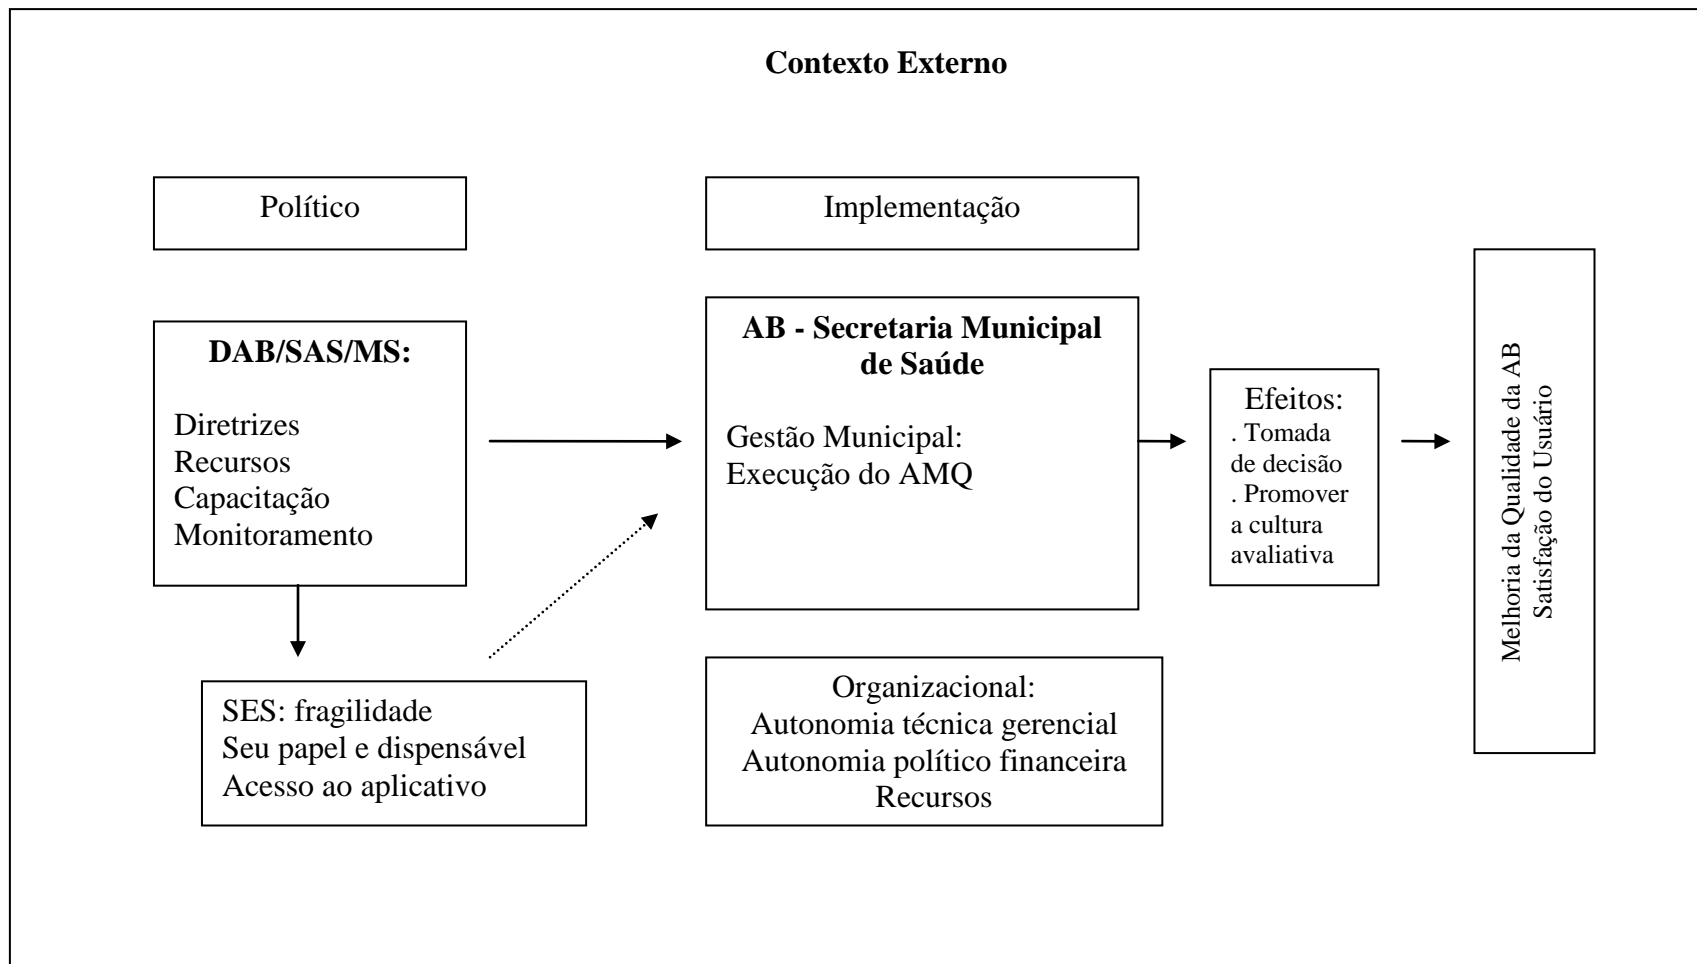 Contexto Externo
Político
Implementação
DAB/SAS/MS:
Diretrizes
Recursos
Capacitação
Monitoramento
AB - Secretaria Municipal
de Saúde
Gestão Municipal:
Execução do AMQ
Efeitos:
. Tomada
de decisão
. Promover
a cultura
avaliativa
Melhoria da Qualidade da AB
Satisfação do Usuário
SES: fragilidade
Seu papel e dispensável
Acesso ao aplicativo
Organizacional:
Autonomia técnica gerencial
Autonomia político financeira
Recursos